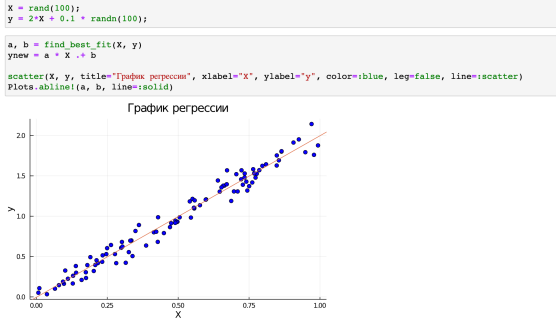 X = rand(100);
y = 2*X + 0.1 * randn(100);
a, b = find_best_fit(X, y)
ynew = a * X .+ b
scatter(X, y, title="График регрессии", xlabel="X", ylabel="y", color=:blue, leg=false, line=:scatter)
Plots.abline!(a, b, line=:solid)
График регрессии
2.0
1.5
y
1.0
0.5
0.0
0.00 0.25 0.50 0.75 1.00
X